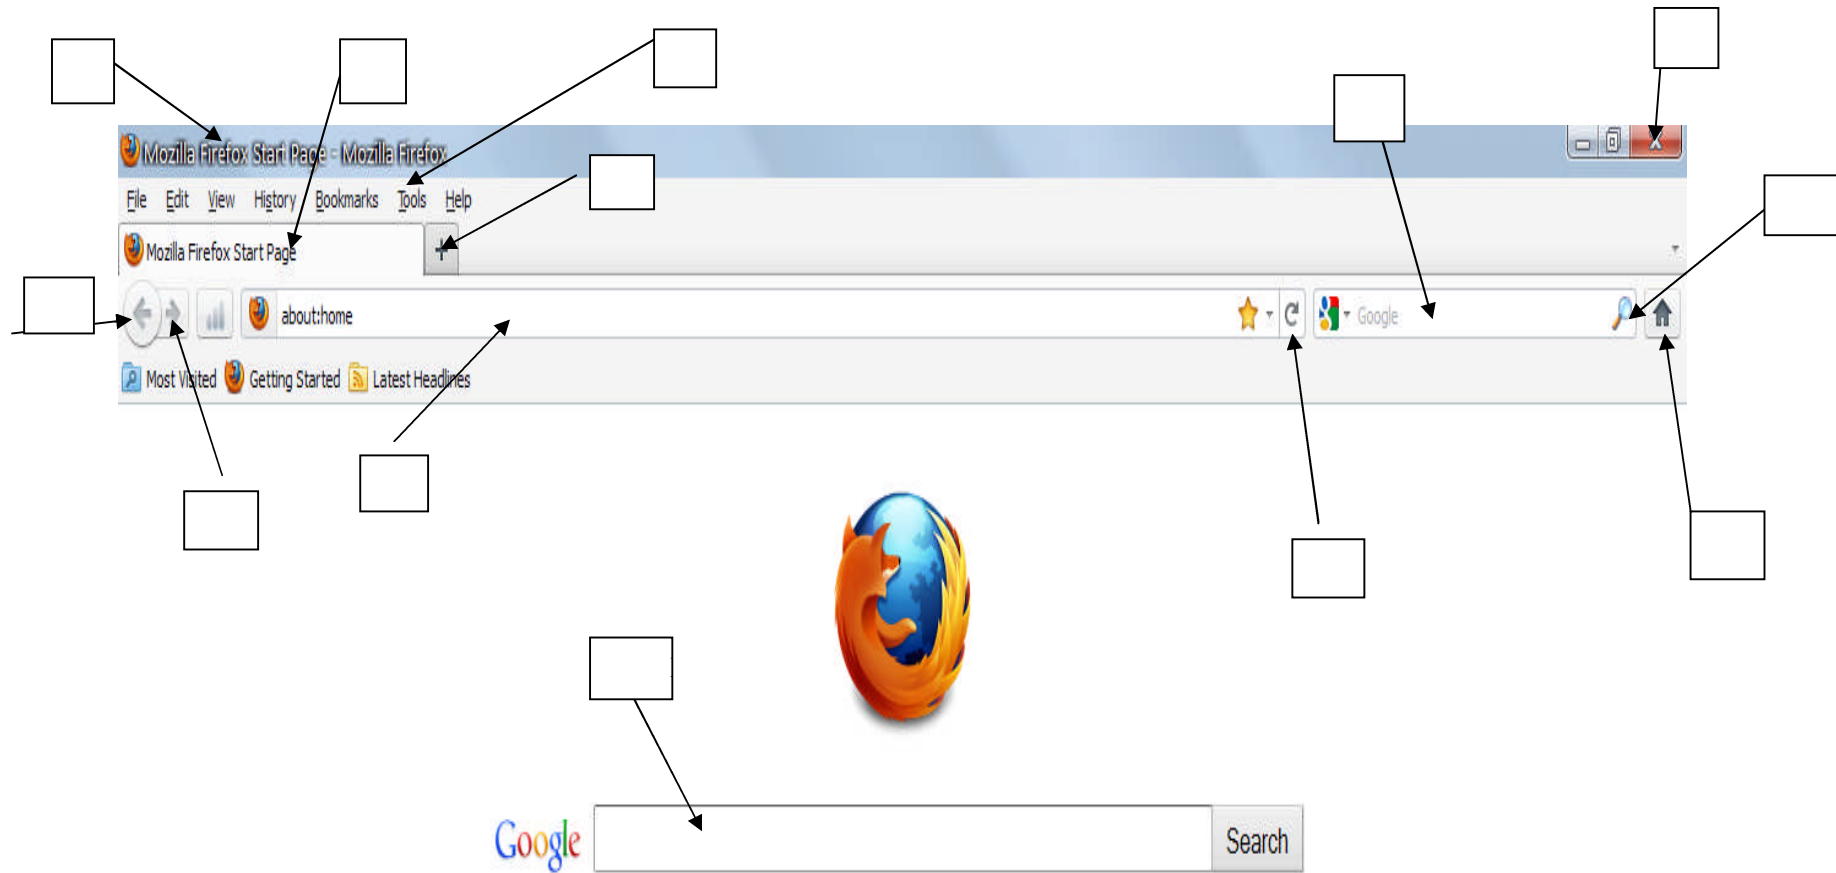 Mozilla Firefox Start Page - Mozilla Firefox
File Edit View History Bookmarks Tools Help
Mozilla Firefox Start Page
about:home
Google
Most Visited Getting Started Latest Headlines
Google
Search